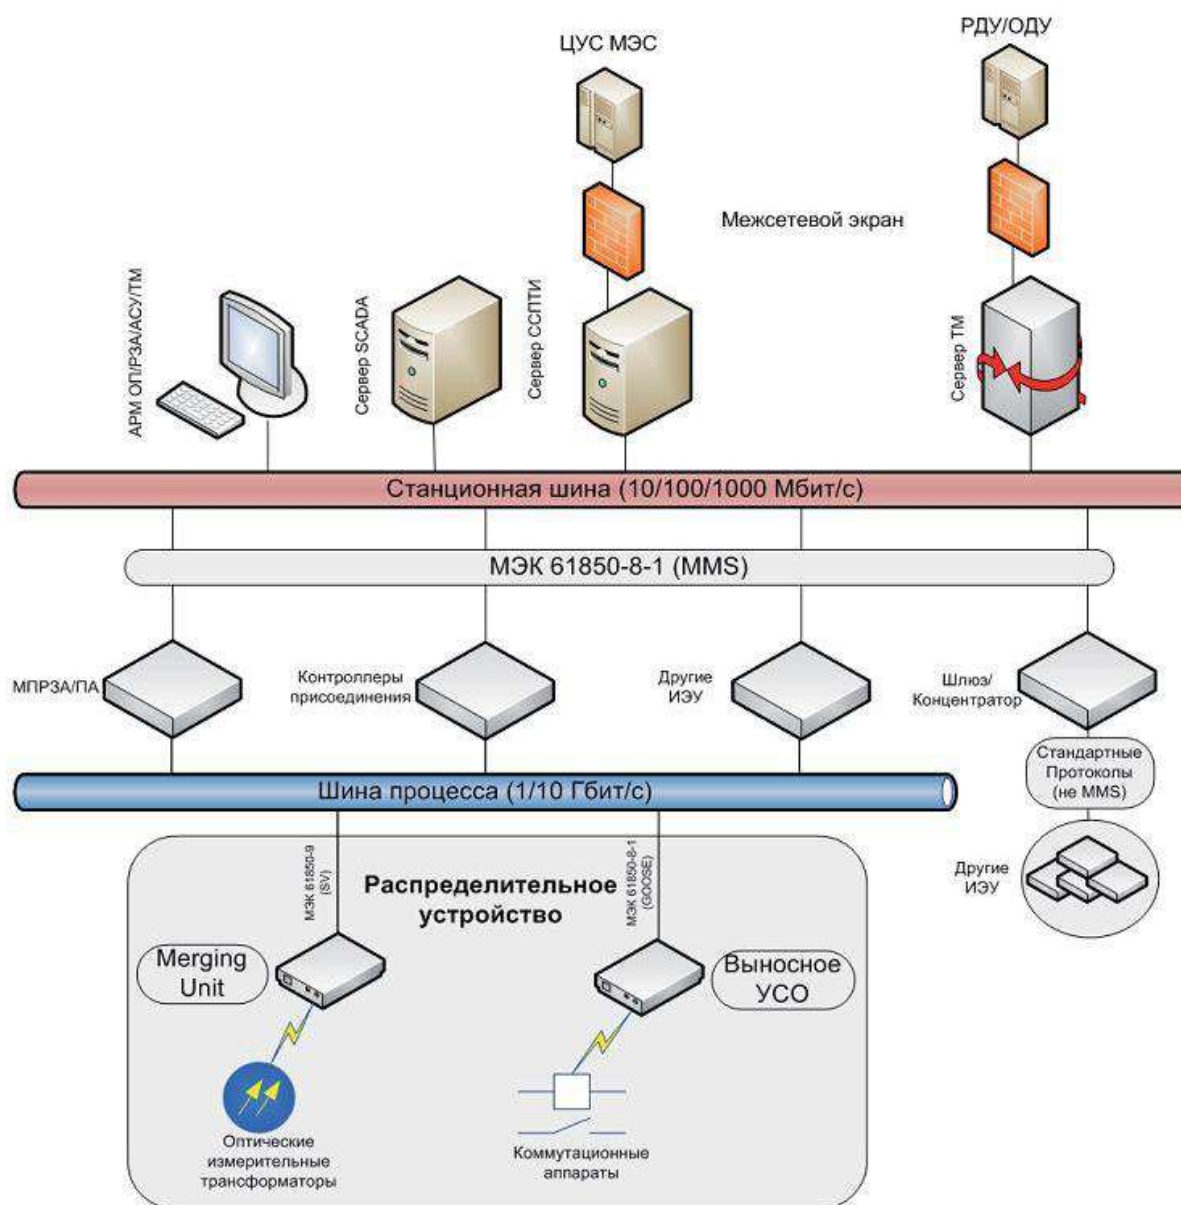 ЦУС МЭС
РДУ/ОДУ
Межсетевой экран
АРМ ОП/РЗА/АСУ/ТМ
Сервер SCADA
Сервер ССПТИ
Сервер ТМ
Станционная шина (10/100/1000 Мбит/с)
МЭК 61850-8-1 (MMS)
МПРЗА/ПА
Контроллеры
присоединения
Другие
ИЭУ
Шлюз/
Концентратор
Стандартные
Протоколы
(не MMS)
Шина процесса (1/10 Гбит/с)
Другие
ИЭУ
МЭК 61850-9
(SV)
МЭК 61850-8-1
(GOOSE)
Распределительное
устройство
Merging
Unit
Выносное
УСО
Оптические
измерительные
трансформаторы
Коммутационные
аппараты